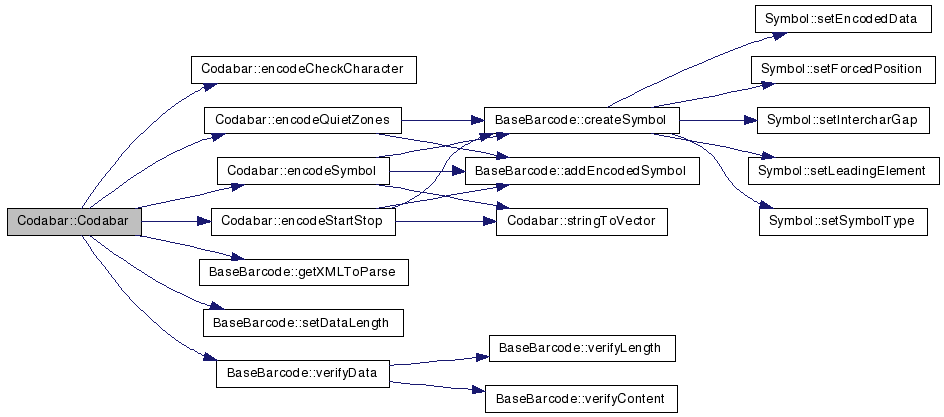 Codabar::Codabar
Codabar::encodeCheckCharacter
Codabar::encodeQuietZones
Codabar::encodeSymbol
Codabar::encodeStartStop
BaseBarcode::getXMLToParse
BaseBarcode::setDataLength
BaseBarcode::verifyData
BaseBarcode::createSymbol
BaseBarcode::addEncodedSymbol
Codabar::stringToVector
BaseBarcode::verifyLength
BaseBarcode::verifyContent
Symbol::setEncodedData
Symbol::setForcedPosition
Symbol::setIntercharGap
Symbol::setLeadingElement
Symbol::setSymbolType